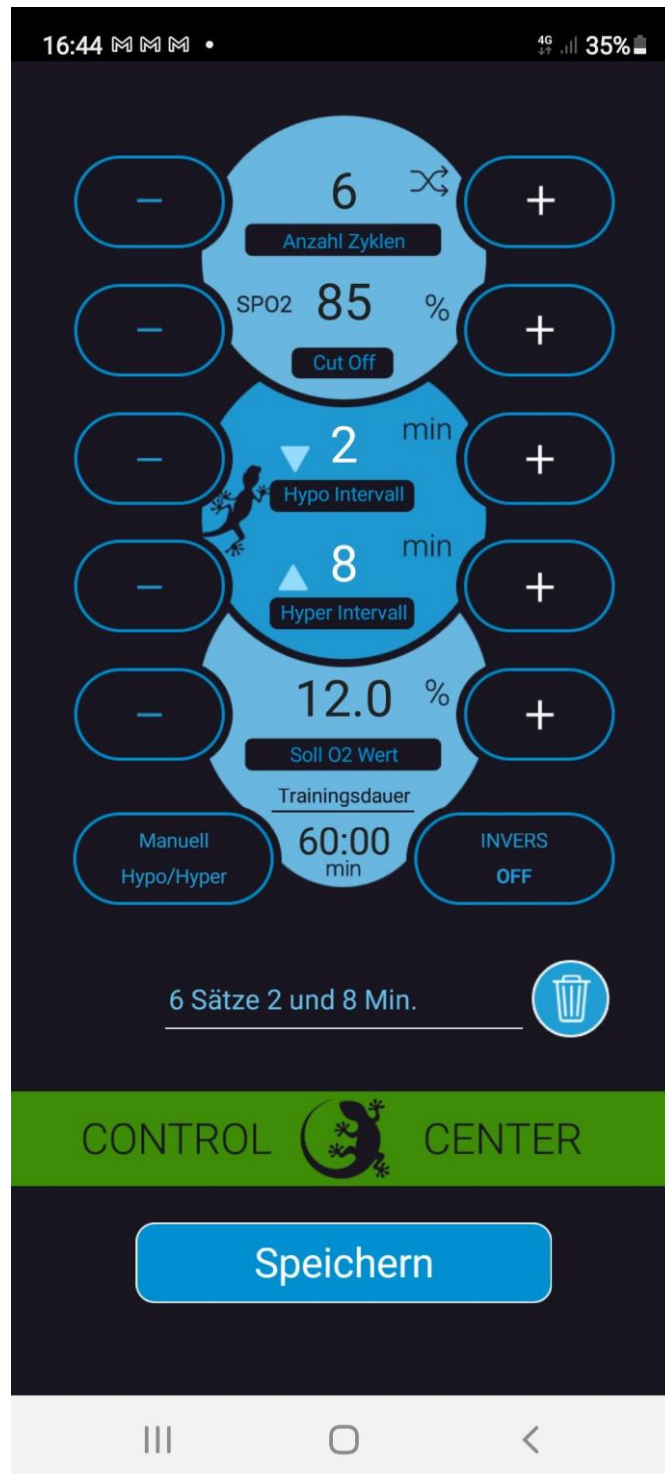 16:44 4G 35%
6
Anzahl Zyklen
SPO2 85 %
Cut Off
2 min
Hypo Intervall
8 min
Hyper Intervall
12.0 %
Soll O2 Wert
Trainingsdauer
Manuell 60:00 INVERS
Hypo/Hyper min OFF
6 Sätze 2 und 8 Min.
CONTROL CENTER
Speichern